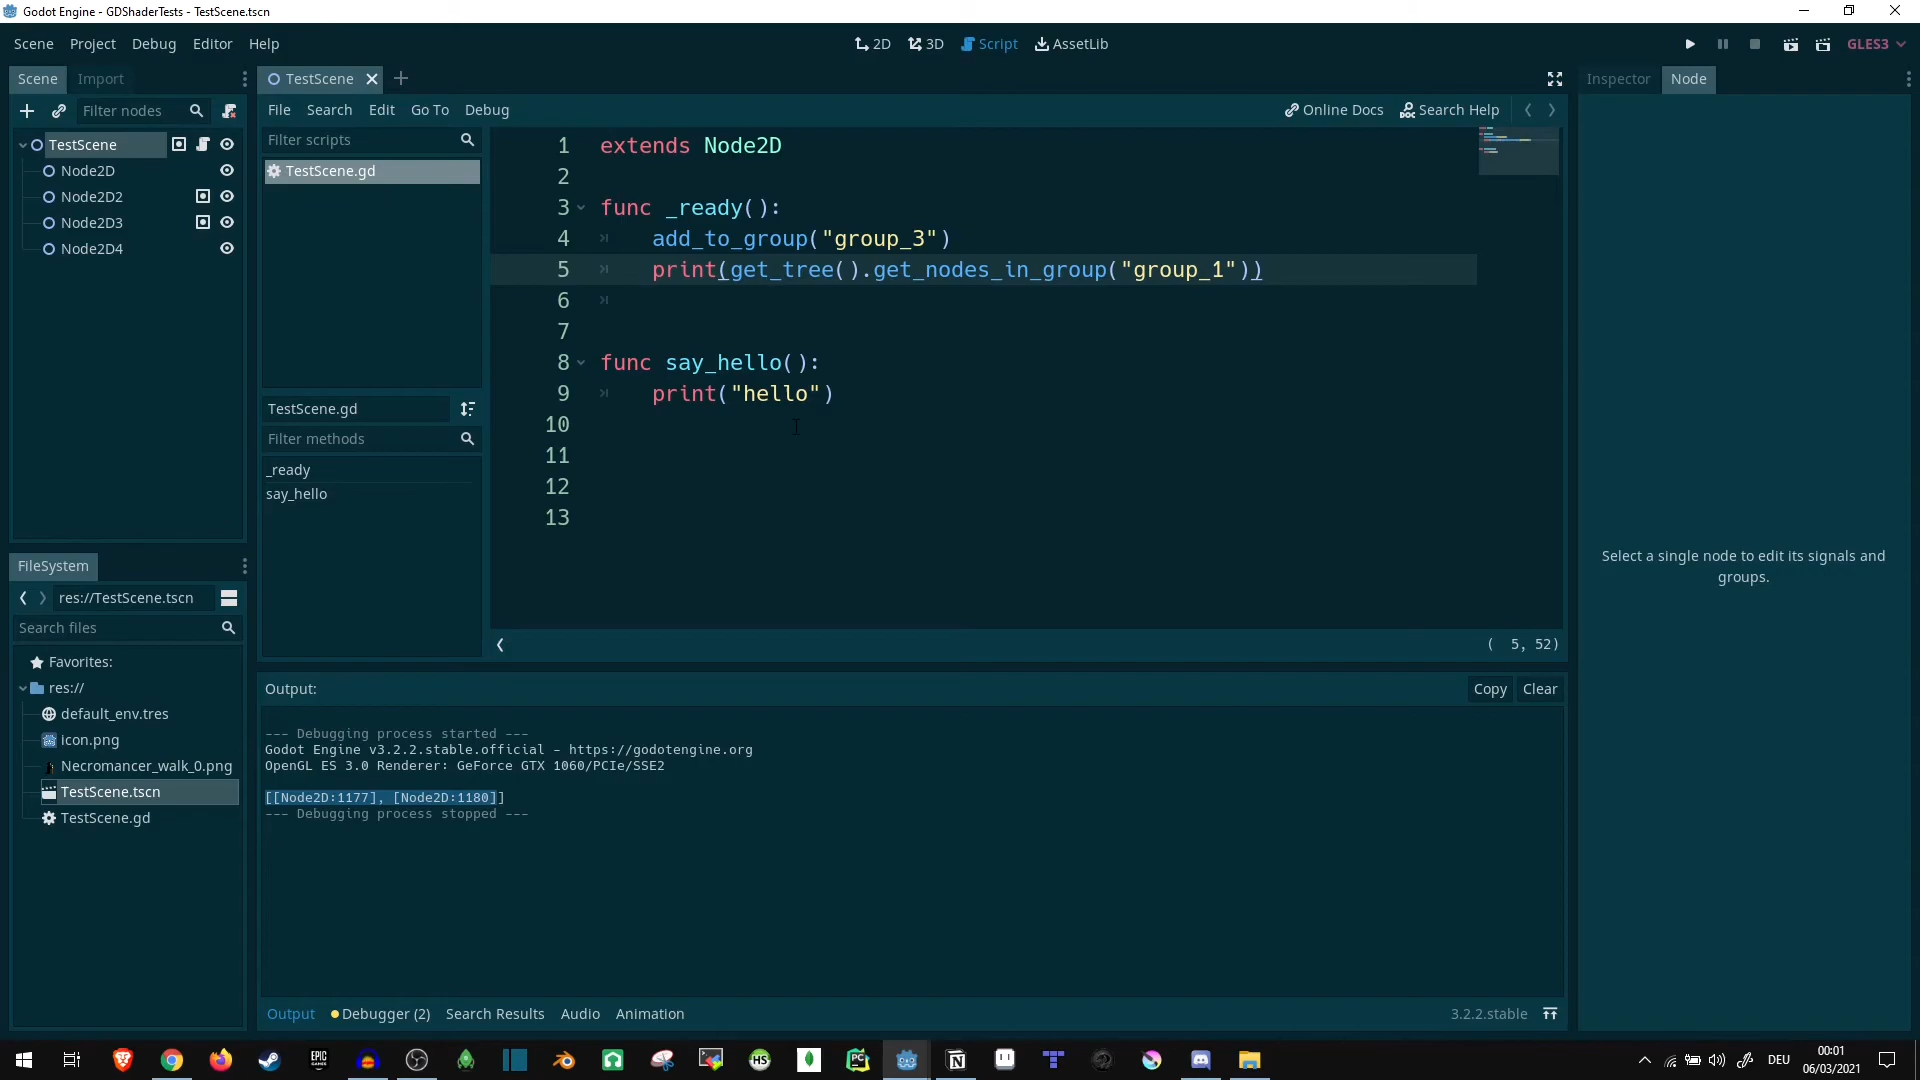 Godot Engine - GDShaderTests - TestScene.tscn
Scene Project Debug Editor Help
2D 3D Script AssetLib
GLES3
Scene Import
TestScene
Inspector Node
Filter nodes
File Search Edit Go To Debug
Online Docs Search Help
TestScene
Node2D
Node2D2
Node2D3
Node2D4
Filter scripts
TestScene.gd
1 extends Node2D
2
3 func _ready():
4 add_to_group("group_3")
5 print(get_tree().get_nodes_in_group("group_1"))
6
7
8 func say_hello():
9 print("hello")
10
11
12
13
TestScene.gd
Filter methods
_ready
say_hello
( 5, 52)
Select a single node to edit its signals and
groups.
FileSystem
res://TestScene.tscn
Search files
Favorites:
res://
default_env.tres
icon.png
Necromancer_walk_0.png
TestScene.tscn
TestScene.gd
Output:
Copy Clear
--- Debugging process started ---
Godot Engine v3.2.2.stable.official - https://godotengine.org
OpenGL ES 3.0 Renderer: GeForce GTX 1060/PCIe/SSE2
[[Node2D:1177], [Node2D:1180]]
--- Debugging process stopped ---
Output Debugger (2) Search Results Audio Animation
3.2.2.stable
EPIC
GAMES
HS
PC
DEU
00:01
06/03/2021